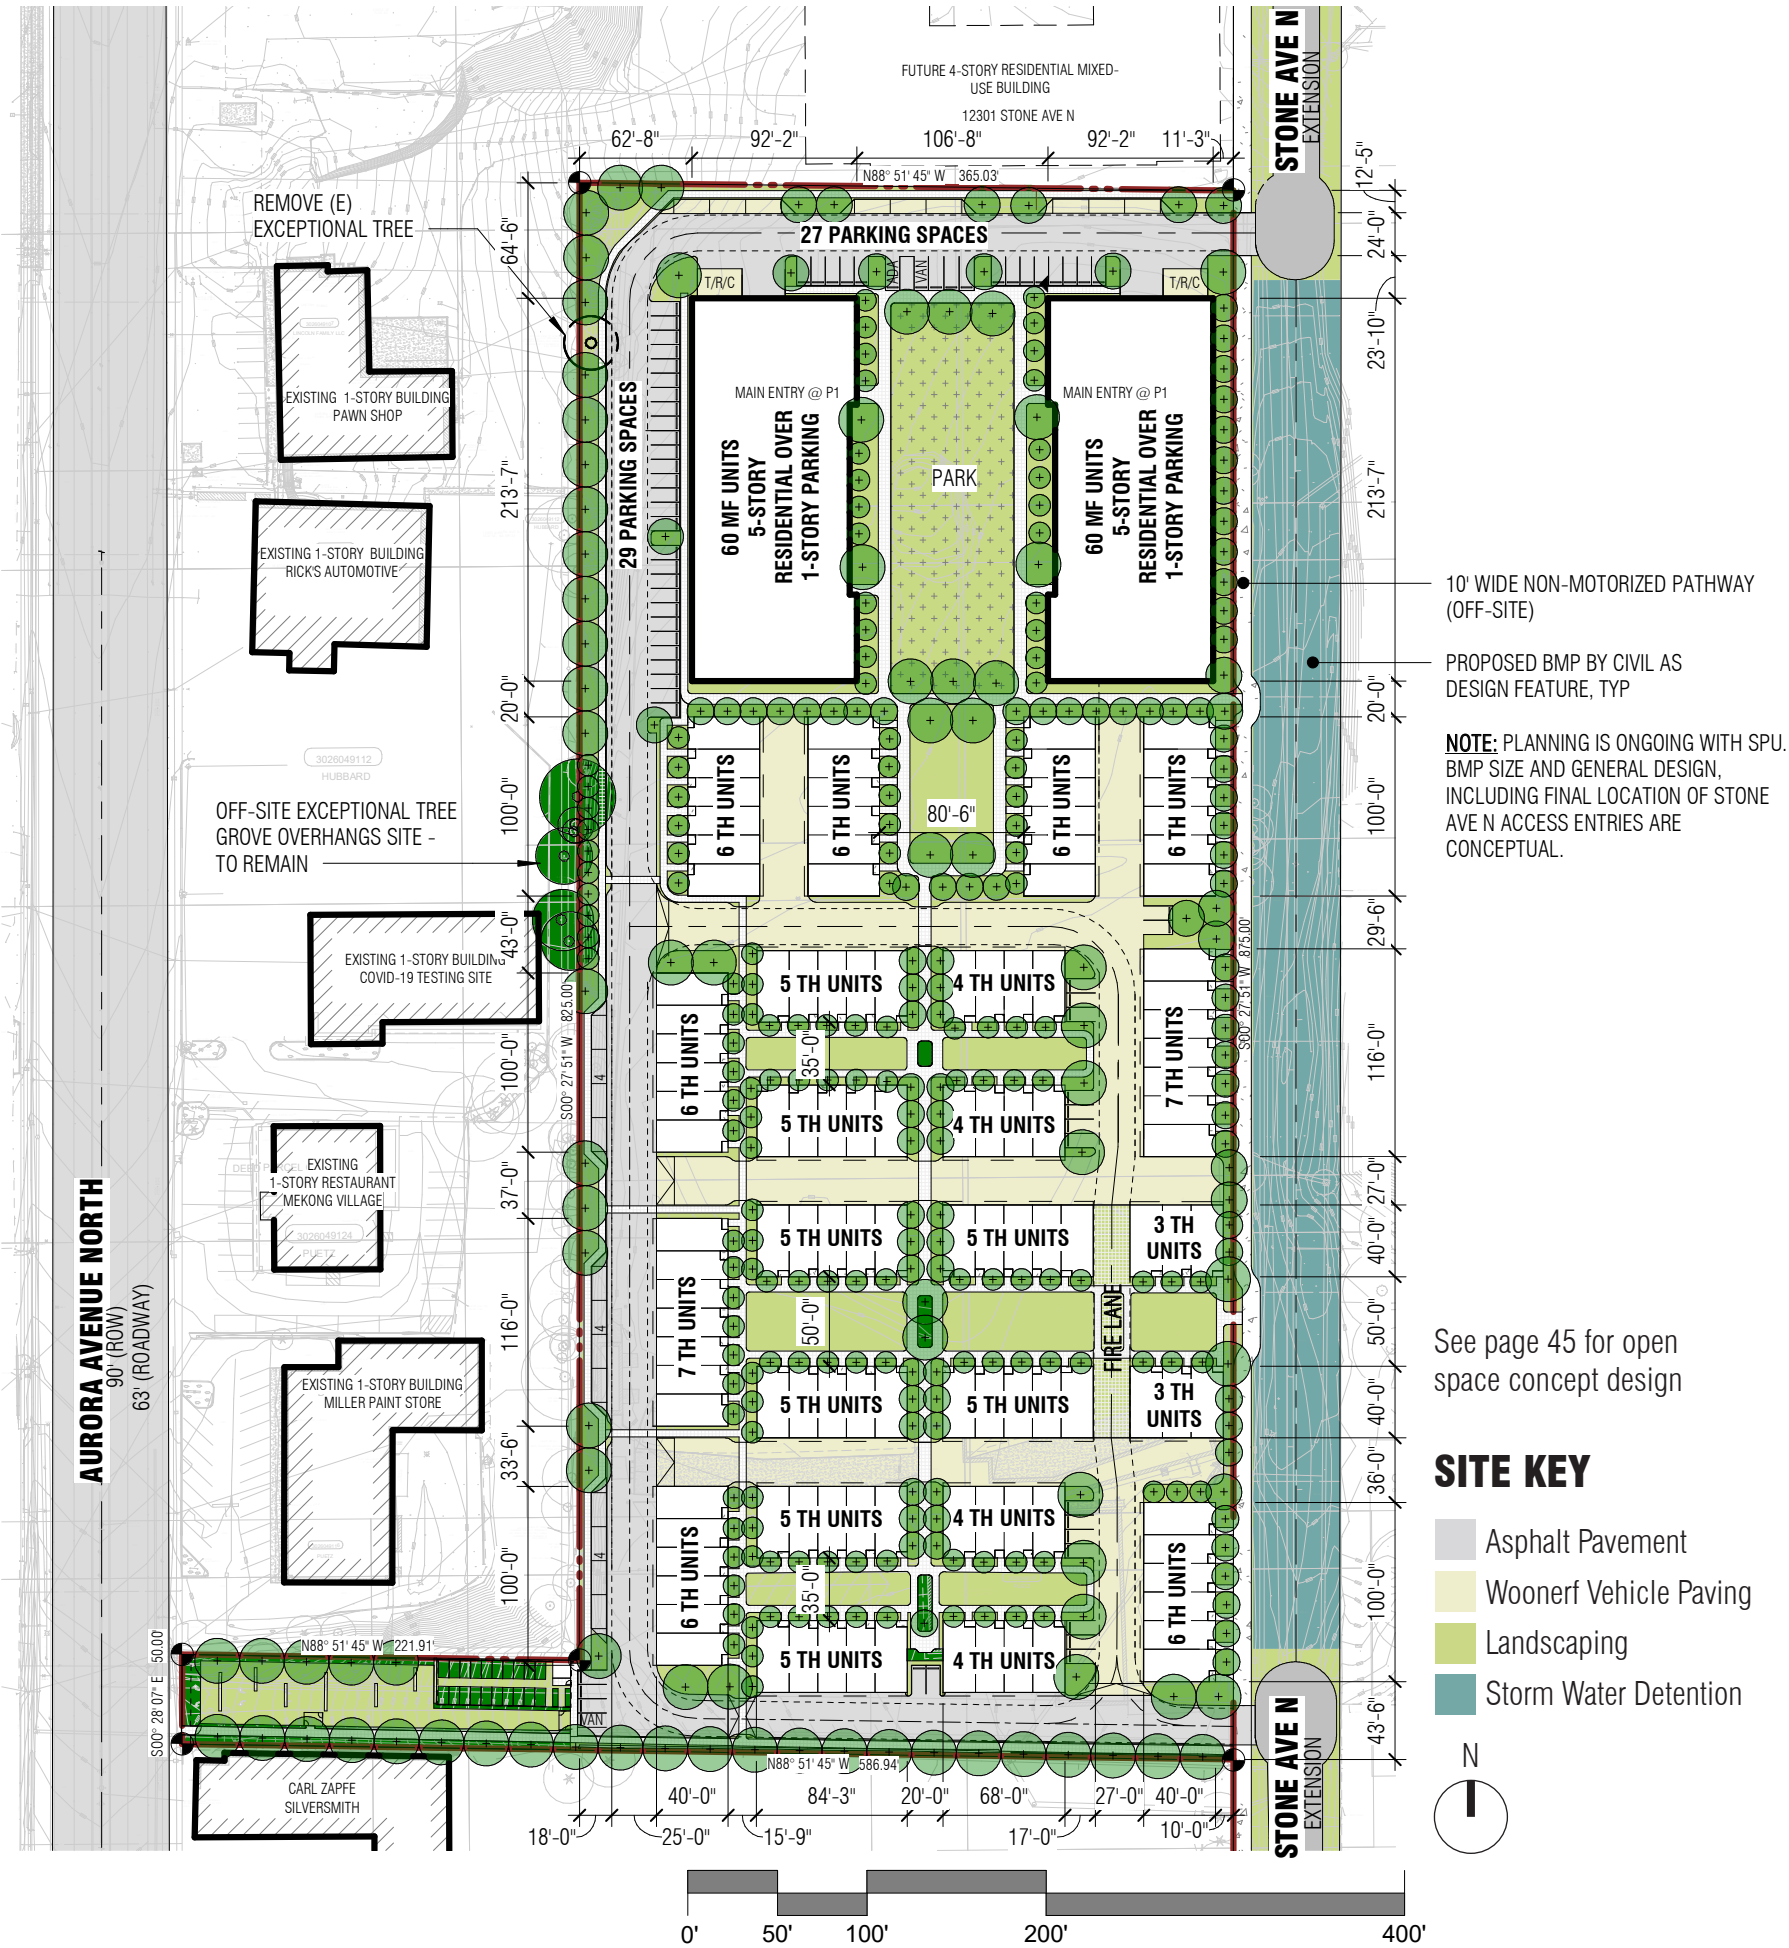 STONE AVE N
EXTENSION
FUTURE 4-STORY RESIDENTIAL MIXED-
USE BUILDING
12301 STONE AVE N
62'-8"
92'-2"
106'-8"
92'-2"
11'-3"
12'-5"
N88° 51' 45" W 365.03'
REMOVE (E)
EXCEPTIONAL TREE
64'-6"
24'-0"
27 PARKING SPACES
T/R/C
ADA
VAN
T/R/C
23'-10"
EXISTING 1-STORY BUILDING
PAWN SHOP
29 PARKING SPACES
MAIN ENTRY @ P1
60 MF UNITS
5-STORY
RESIDENTIAL OVER
1-STORY PARKING
PARK
MAIN ENTRY @ P1
60 MF UNITS
5-STORY
RESIDENTIAL OVER
1-STORY PARKING
213'-7"
213'-7"
EXISTING 1-STORY BUILDING
RICK'S AUTOMOTIVE
10' WIDE NON-MOTORIZED PATHWAY
(OFF-SITE)
PROPOSED BMP BY CIVIL AS
DESIGN FEATURE, TYP
NOTE: PLANNING IS ONGOING WITH SPU.
BMP SIZE AND GENERAL DESIGN,
INCLUDING FINAL LOCATION OF STONE
AVE N ACCESS ENTRIES ARE
CONCEPTUAL.
20'-0"
20'-0"
3026049112
HUBBARD
OFF-SITE EXCEPTIONAL TREE
GROVE OVERHANGS SITE -
TO REMAIN
100'-0"
6 TH UNITS
6 TH UNITS
80'-6"
6 TH UNITS
6 TH UNITS
100'-0"
43'-0"
29'-6"
EXISTING 1-STORY BUILDING
COVID-19 TESTING SITE
S00° 27' 51" W 825.00'
S00° 27' 51" W 875.00'
5 TH UNITS
4 TH UNITS
100'-0"
6 TH UNITS
35'-0"
7 TH UNITS
116'-0"
4
5 TH UNITS
4 TH UNITS
EXISTING
1-STORY RESTAURANT
MEKONG VILLAGE
3026049124
PUETZ
37'-0"
27'-0"
5 TH UNITS
5 TH UNITS
3 TH
UNITS
40'-0"
AURORA AVENUE NORTH
90' (ROW)
63' (ROADWAY)
116'-0"
4
7 TH UNITS
50'-0"
FIRE LANE
50'-0"
See page 45 for open
space concept design
EXISTING 1-STORY BUILDING
MILLER PAINT STORE
5 TH UNITS
5 TH UNITS
3 TH
UNITS
40'-0"
33'-6"
36'-0"
SITE KEY
Asphalt Pavement
Woonerf Vehicle Paving
Landscaping
Storm Water Detention
5 TH UNITS
4 TH UNITS
100'-0"
4
6 TH UNITS
35'-0"
6 TH UNITS
100'-0"
5 TH UNITS
4 TH UNITS
N88° 51' 45" W 221.91'
S00° 28' 07" E 50.00'
VAN
43'-6"
N88° 51' 45" W 586.94'
CARL ZAPFE
SILVERSMITH
40'-0"
84'-3"
20'-0"
68'-0"
27'-0"
40'-0"
18'-0"
25'-0"
15'-9"
17'-0"
10'-0"
STONE AVE N
EXTENSION
N
0'
50'
100'
200'
400'